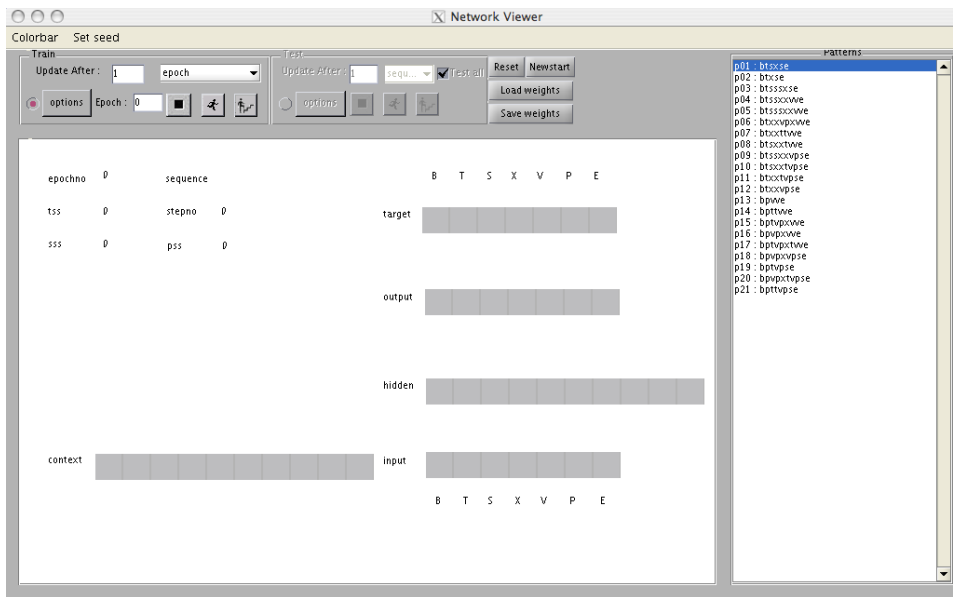 Network Viewer
Colorbar Set seed
Train
Update After : 1 epoch
options Epoch : 0
Test
Update After : 1 sequ... Test all
options
Reset Newstart
Load weights
Save weights
Patterns
p01 : btsxse
p02 : btxse
p03 : btsssxse
p04 : btsxxvve
p05 : btsssxxvve
p06 : btxxvpxvve
p07 : btxxttvve
p08 : btsxxtvve
p09 : btssxxvpse
p10 : btsxxtvpse
p11 : btxxtvpse
p12 : btxxvpse
p13 : bpvve
p14 : bpttvve
p15 : bptvpxvve
p16 : bpvpxvve
p17 : bptvpxtvve
p18 : bpvpxvpse
p19 : bptvpse
p20 : bpvpxtvpse
p21 : bpttvpse
epochno 0 sequence
tss 0 stepno 0
sss 0 pss 0
B T S X V P E
target
output
hidden
context
input
B T S X V P E